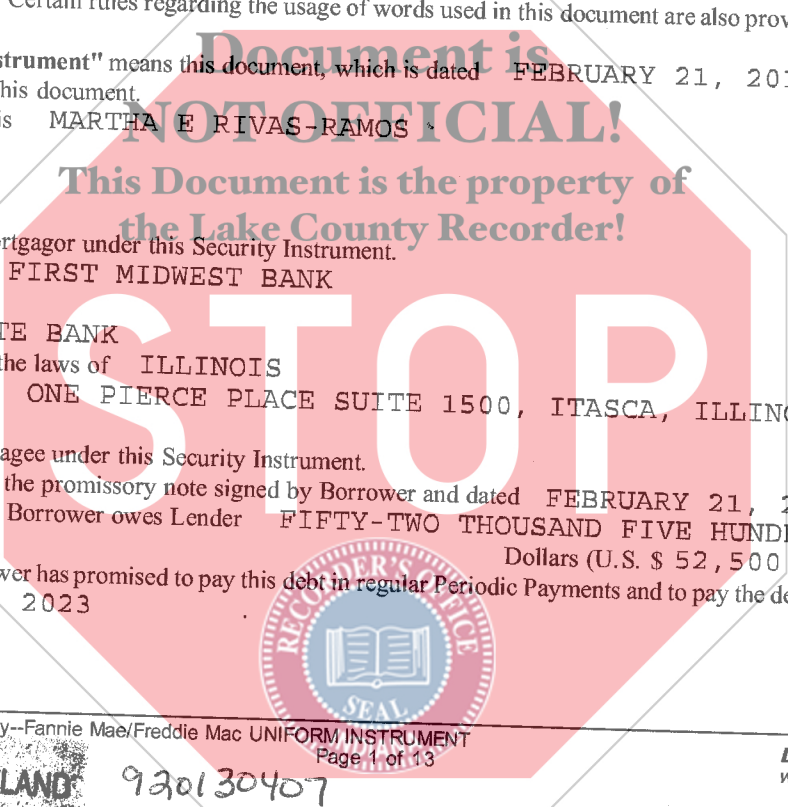 Certain rules regarding the usage of words used in this document are also prov
Document is
strument" means this document, which is dated FEBRUARY 21, 201
his document.
NOT OFFICIAL!
is MARTHA E RIVAS-RAMOS
This Document is the property of
the Lake County Recorder!
ortgagor under this Security Instrument.
FIRST MIDWEST BANK
STOP
TE BANK
the laws of ILLINOIS
ONE PIERCE PLACE SUITE 1500, ITASCA, ILLINO
agee under this Security Instrument.
the promissory note signed by Borrower and dated FEBRUARY 21, 2
Borrower owes Lender FIFTY-TWO THOUSAND FIVE HUND
Dollars (U.S. $ 52,500
wer has promised to pay this debt in regular Periodic Payments and to pay the de
2023
RECORDER'S OFFICE
SEAL
y--Fannie Mae/Freddie Mac UNIFORM INSTRUMENT
Page 1 of 13
LAND
920130407